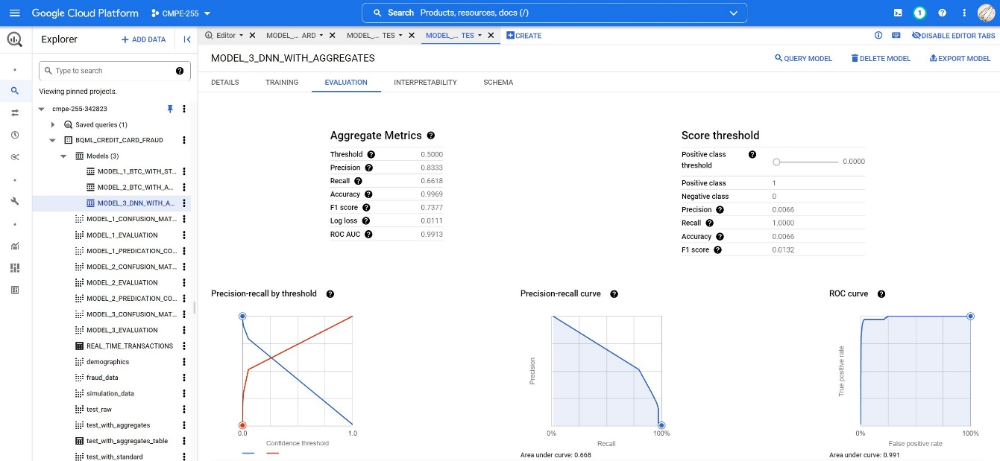 Google Cloud Platform CMPE-255 Search Products, resources, docs (/) 1
Explorer + ADD DATA
Editor MODEL_... ARD MODEL_... TES MODEL_... TES CREATE DISABLE EDITOR TABS
MODEL_3_DNN_WITH_AGGREGATES QUERY MODEL DELETE MODEL EXPORT MODEL
DETAILS TRAINING EVALUATION INTERPRETABILITY SCHEMA
Type to search
Viewing pinned projects.
cmpe-255-342823
Saved queries (1)
BQML_CREDIT_CARD_FRAUD
Models (3)
MODEL_1_BTC_WITH_ST...
MODEL_2_BTC_WITH_A...
MODEL_3_DNN_WITH_A...
MODEL_1_CONFUSION_MAT...
MODEL_1_EVALUATION
MODEL_1_PREDICATION_CO...
MODEL_2_CONFUSION_MAT...
MODEL_2_EVALUATION
MODEL_2_PREDICATION_CO...
MODEL_3_CONFUSION_MAT...
MODEL_3_EVALUATION
REAL_TIME_TRANSACTIONS
demographics
fraud_data
simulation_data
test_raw
test_with_aggregates
test_with_aggregates_table
test_with_standard
Aggregate Metrics
Threshold 0.5000
Precision 0.8333
Recall 0.6618
Accuracy 0.9969
F1 score 0.7377
Log loss 0.0111
ROC AUC 0.9913
Score threshold
Positive class
threshold 0.0000
Positive class 1
Negative class 0
Precision 0.0066
Recall 1.0000
Accuracy 0.0066
F1 score 0.0132
Precision-recall by threshold
0.0 1.0
Confidence threshold
Precision-recall curve
Precision
0% 100%
Recall
Area under curve: 0.668
ROC curve
True positive rate
0% 100%
False positive rate
Area under curve: 0.991